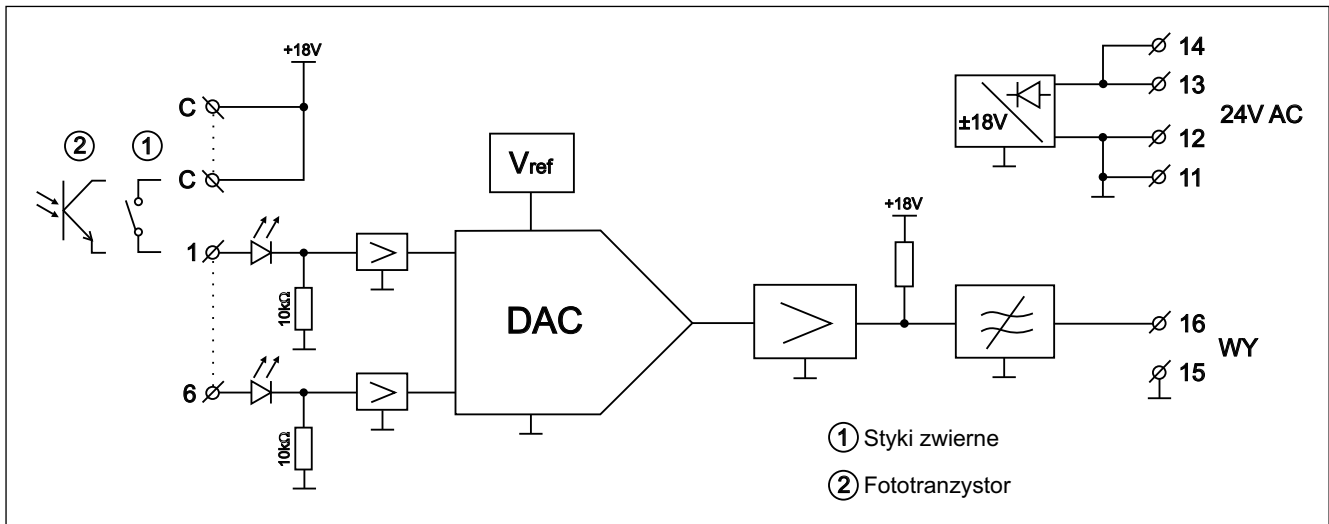 +18V
C
C
2
1
1
10kΩ
6
10kΩ
Vref
DAC
+18V
±18V
14
13
24V AC
12
11
16
WY
15
1 Styki zwierne
2 Fototranzystor